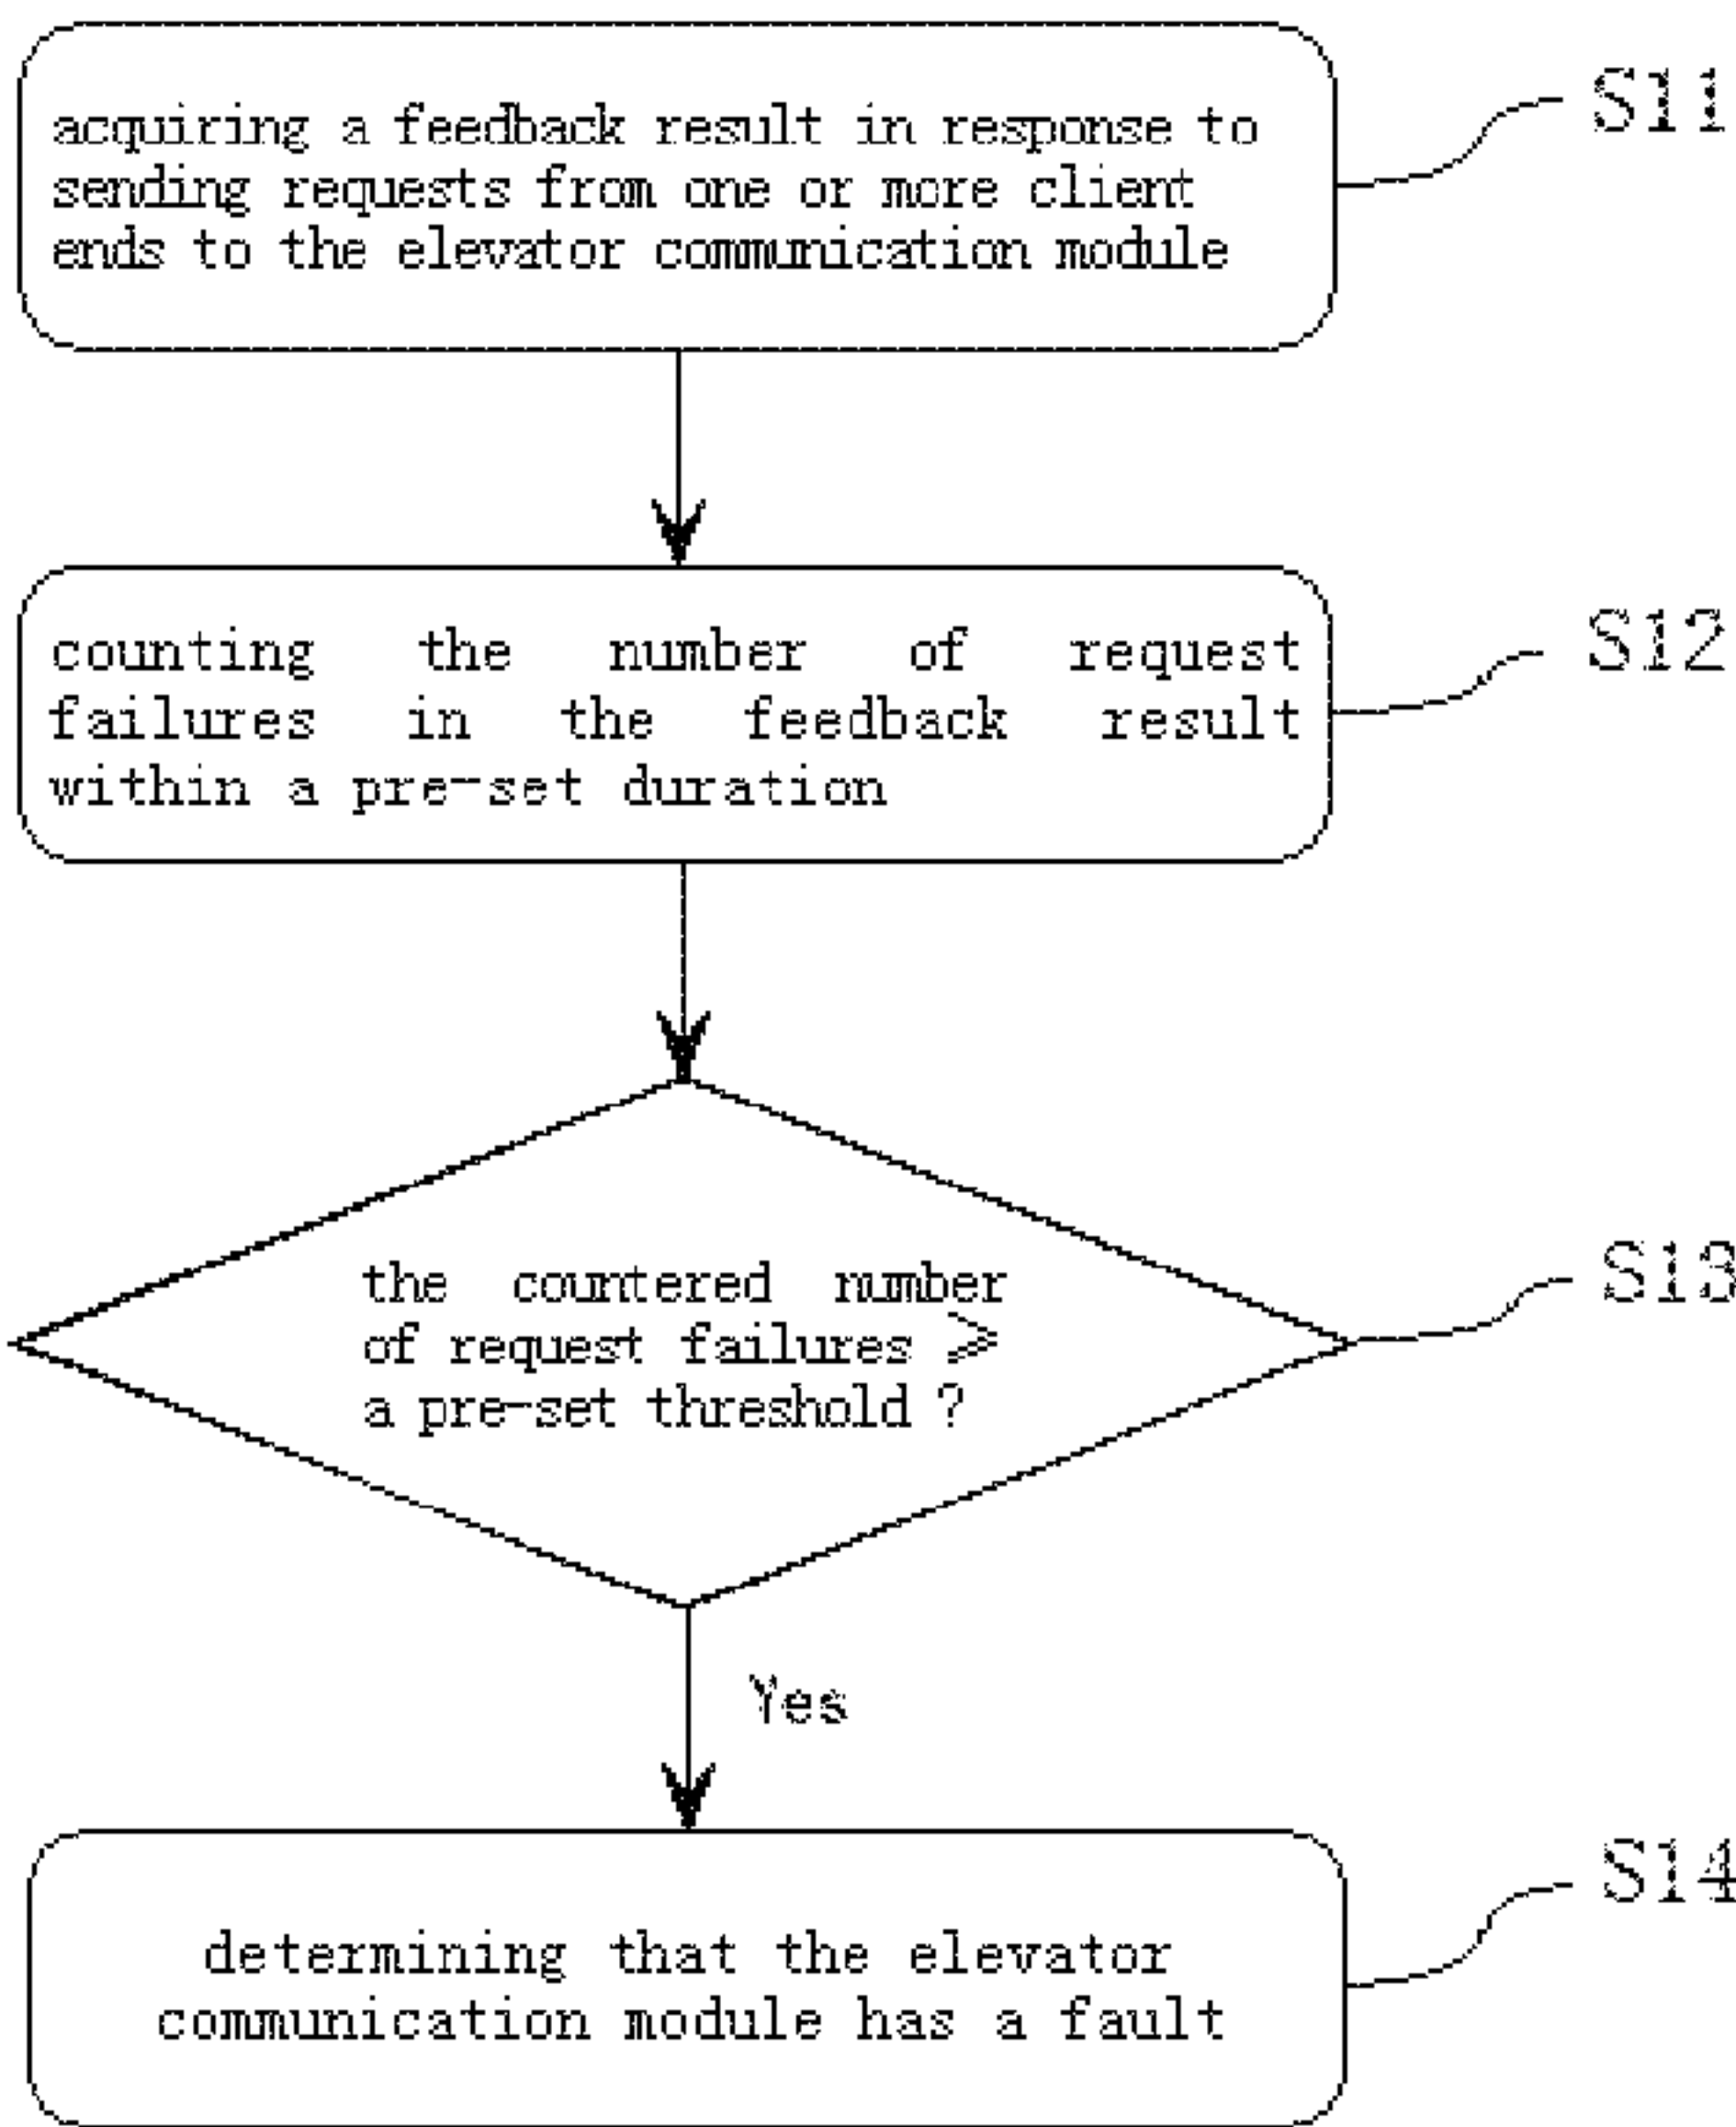 acquiring a feedback result in response to
sending requests from one or more client
ends to the elevator communication module
S11
counting the number of request
failures in the feedback result
within a pre-set duration
S12
the countered number
of request failures ≥
a pre-set threshold ?
S13
Yes
determining that the elevator
communication module has a fault
S14